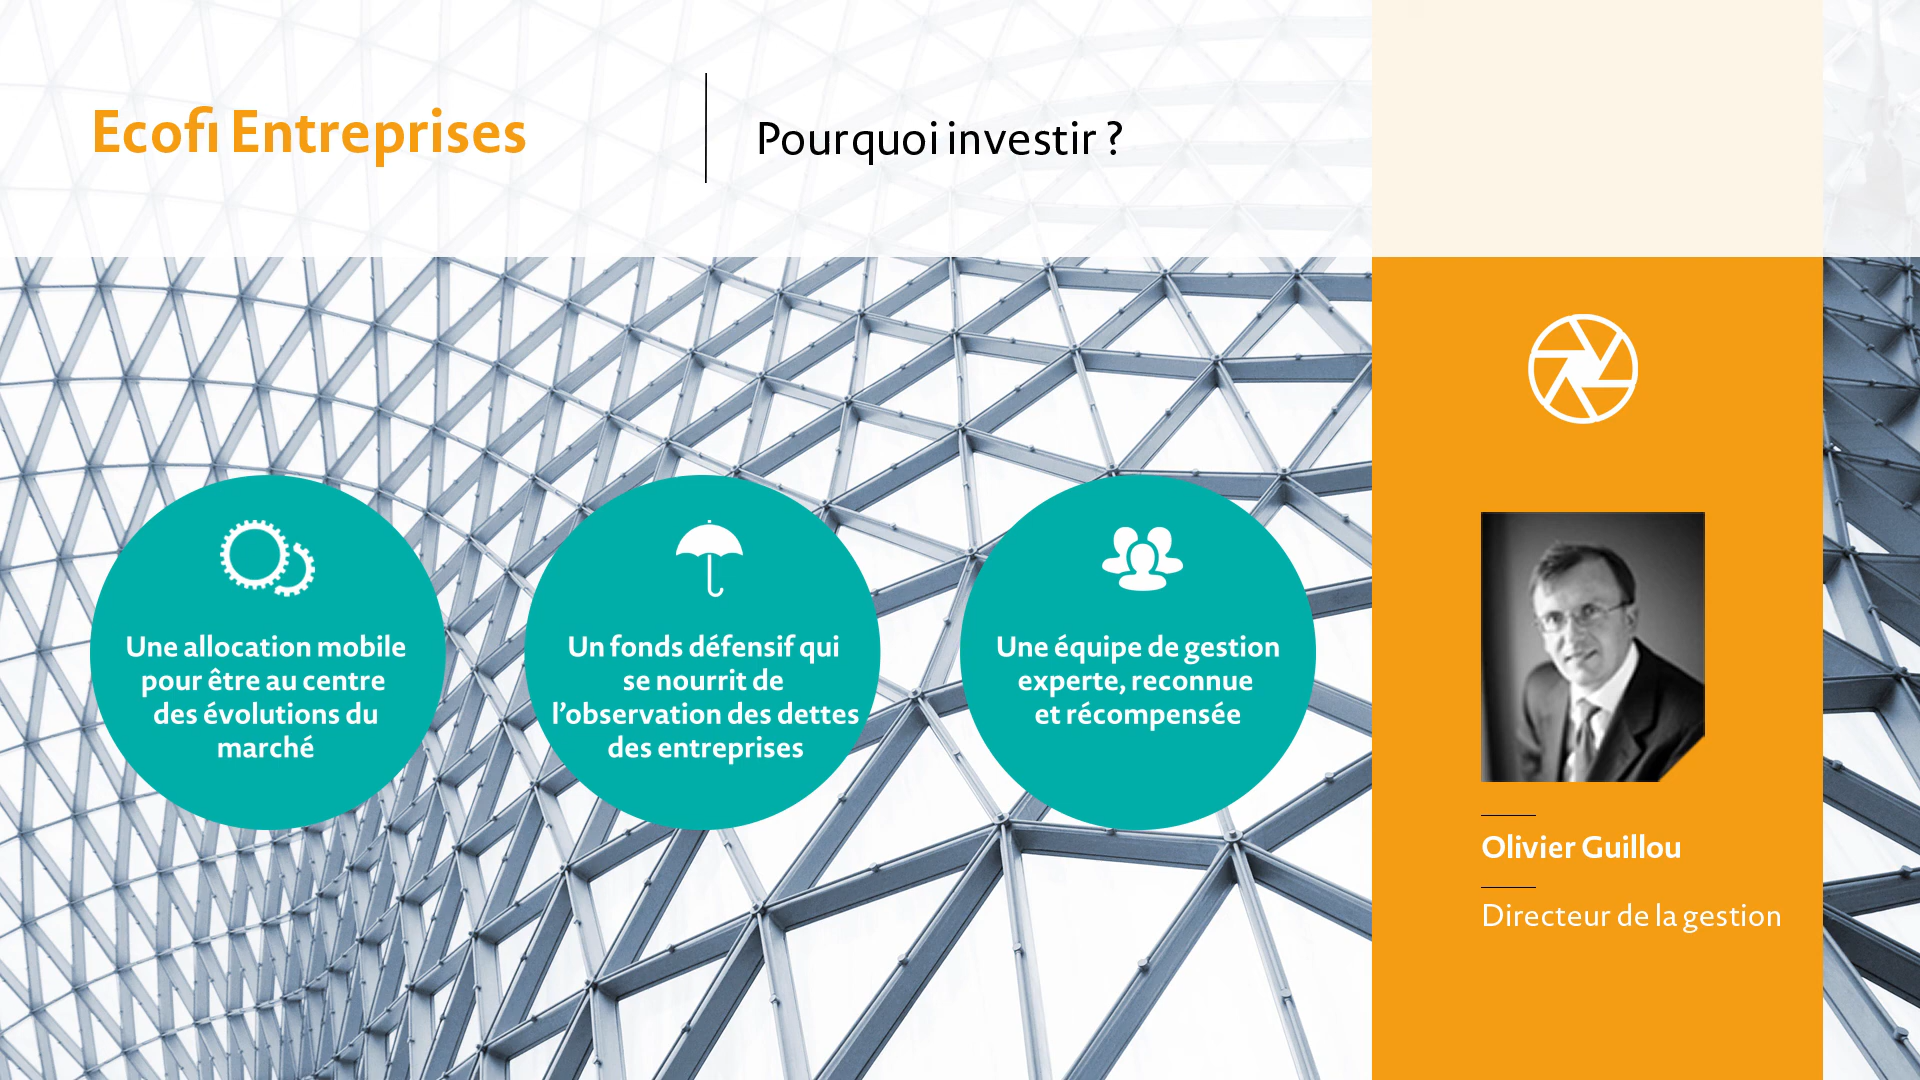 Ecofi Entreprises
Pourquoi investir ?
Une allocation mobile
pour être au centre
des évolutions du
marché
Un fonds défensif qui
se nourrit de
l’observation des dettes
des entreprises
Une équipe de gestion
experte, reconnue
et récompensée
Olivier Guillou
Directeur de la gestion